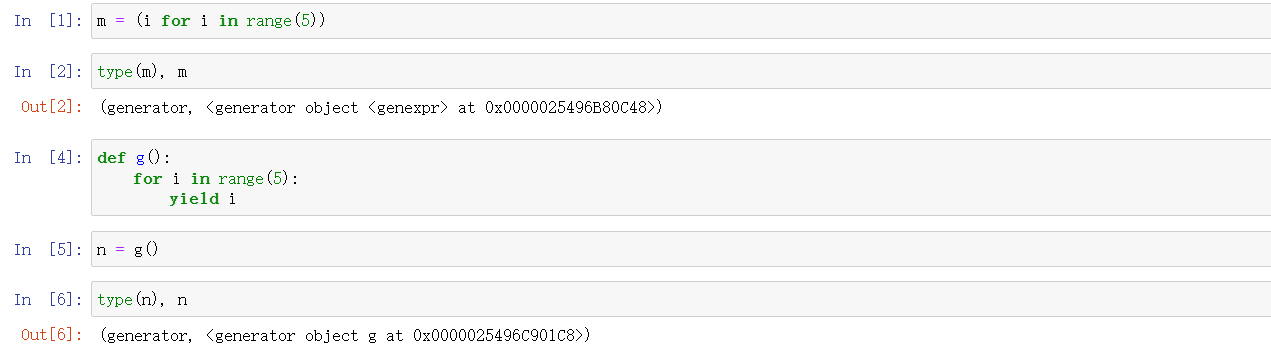 In [1]: m = (i for i in range(5))
In [2]: type(m), m
Out[2]: (generator, <generator object <genexpr> at 0x0000025496B80C48>)
In [4]: def g():
    for i in range(5):
        yield i
In [5]: n = g()
In [6]: type(n), n
Out[6]: (generator, <generator object g at 0x0000025496C901C8>)